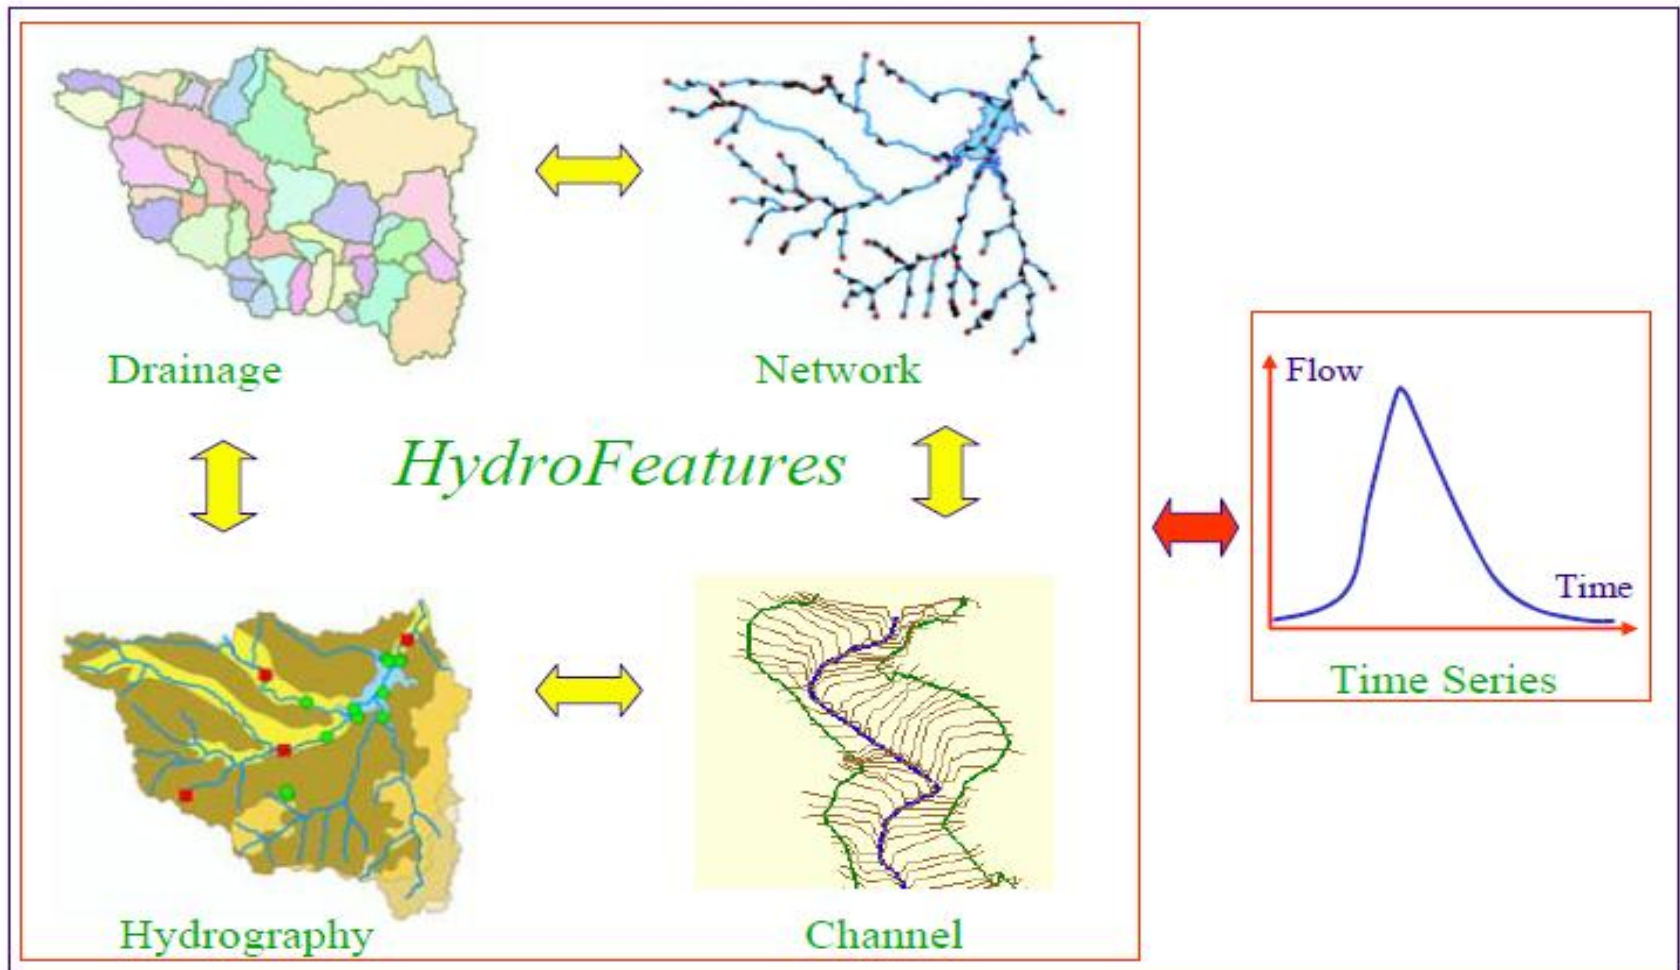 Drainage
Network
HydroFeatures
Hydrography
Channel
Flow
Time
Time Series